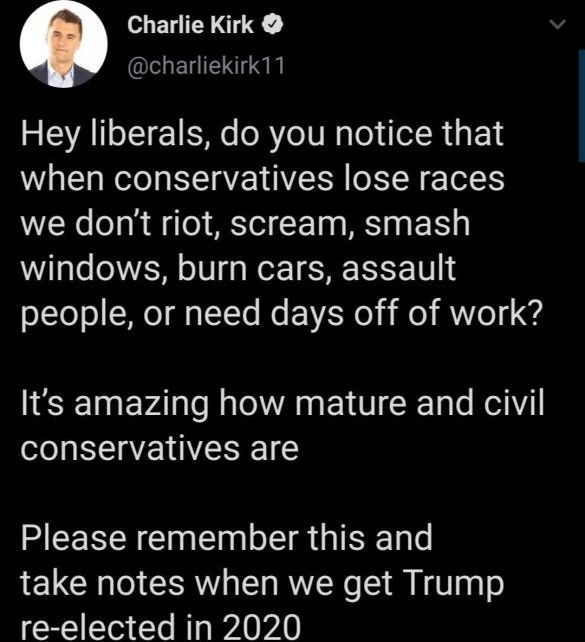 Charlie Kirk
@charliekirk11
Hey liberals, do you notice that
when conservatives lose races
we don’t riot, scream, smash
windows, burn cars, assault
people, or need days off of work?
It’s amazing how mature and civil
conservatives are
Please remember this and
take notes when we get Trump
re-elected in 2020